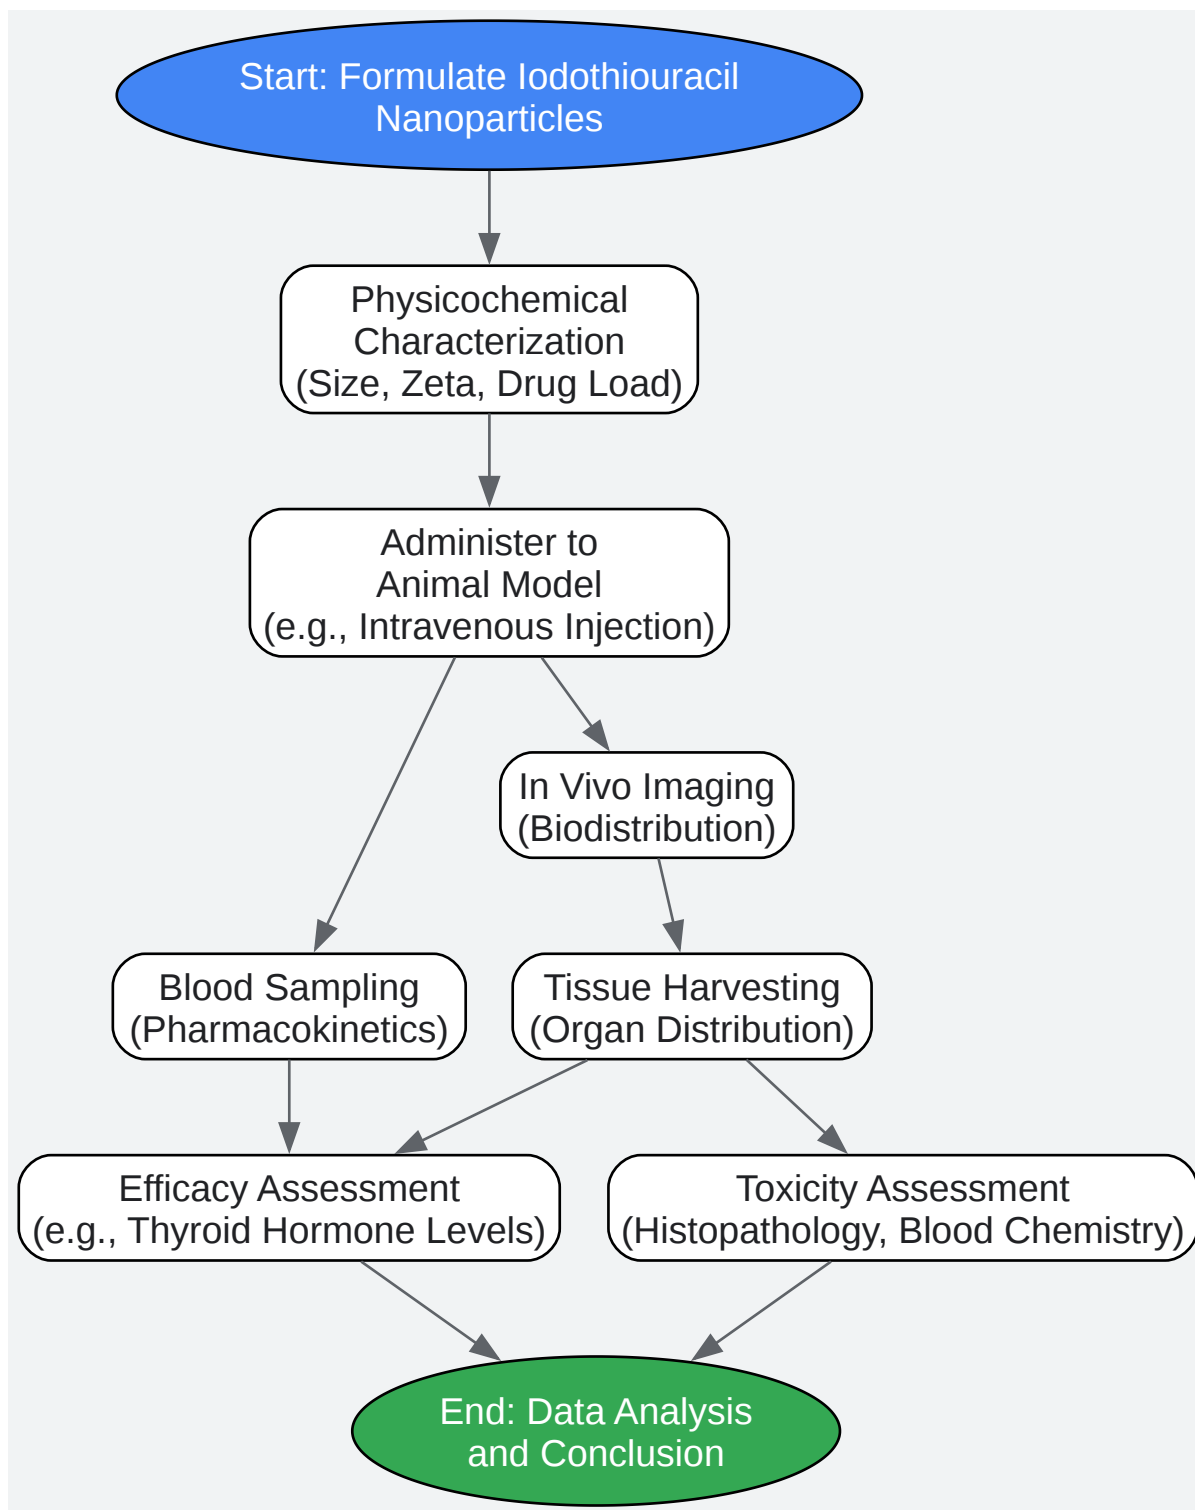 Start: Formulate Iodothiouracil
Nanoparticles
Physicochemical
Characterization
(Size, Zeta, Drug Load)
Administer to
Animal Model
(e.g., Intravenous Injection)
In Vivo Imaging
(Biodistribution)
Blood Sampling
(Pharmacokinetics)
Tissue Harvesting
(Organ Distribution)
Efficacy Assessment
(e.g., Thyroid Hormone Levels)
Toxicity Assessment
(Histopathology, Blood Chemistry)
End: Data Analysis
and Conclusion